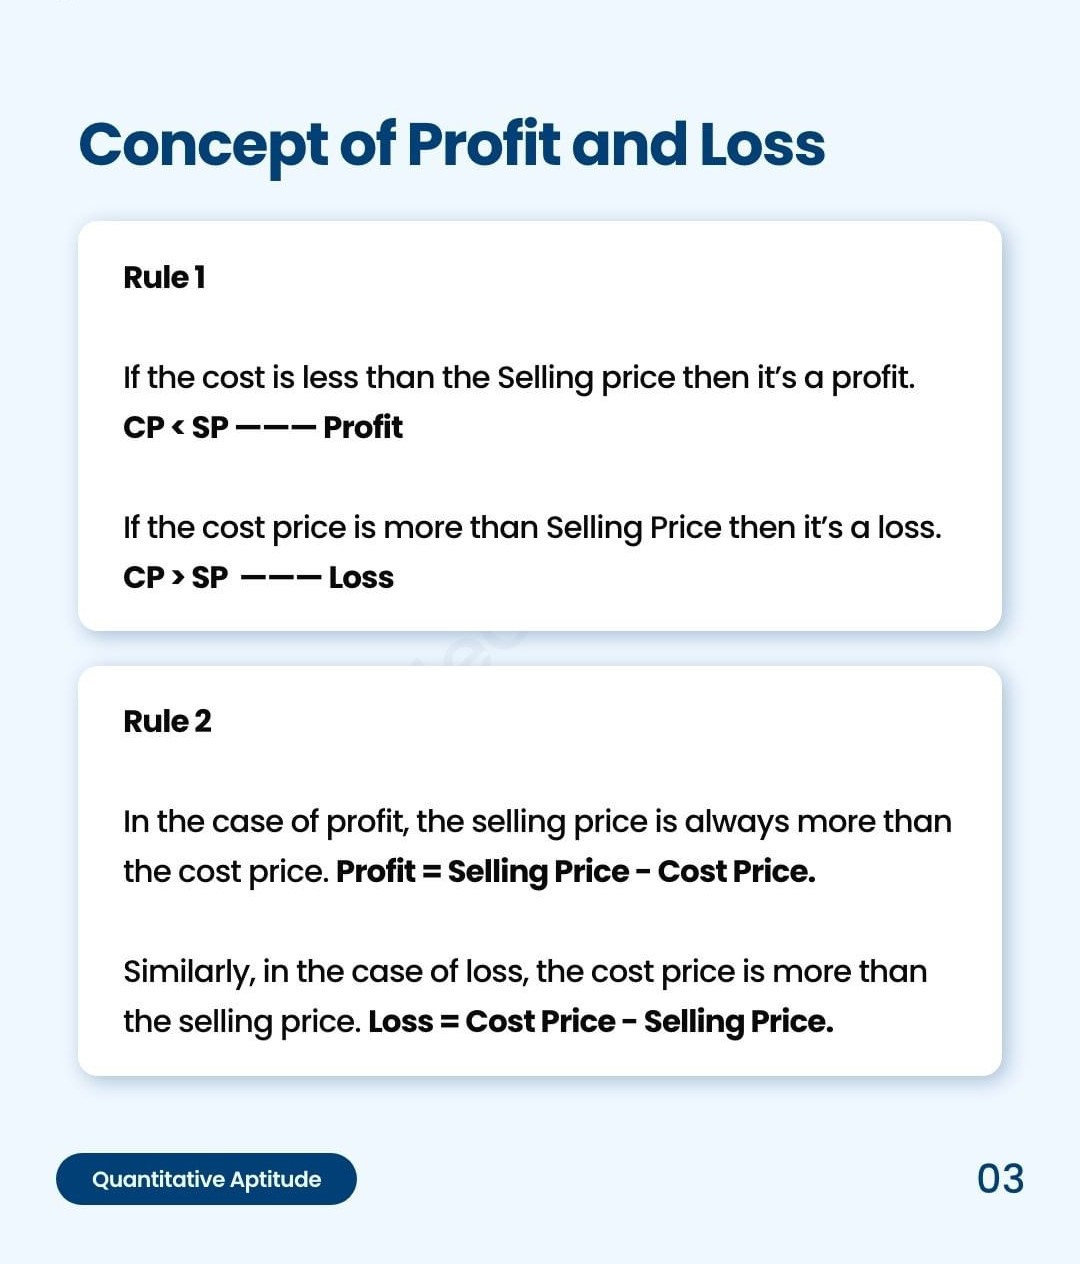 Concept of Profit and Loss
Rule 1
If the cost is less than the Selling price then it's a profit.
CP < SP ——— Profit
If the cost price is more than Selling Price then it's a loss.
CP > SP ——— Loss
Rule 2
In the case of profit, the selling price is always more than
the cost price. Profit = Selling Price - Cost Price.
Similarly, in the case of loss, the cost price is more than
the selling price. Loss = Cost Price - Selling Price.
Quantitative Aptitude
03